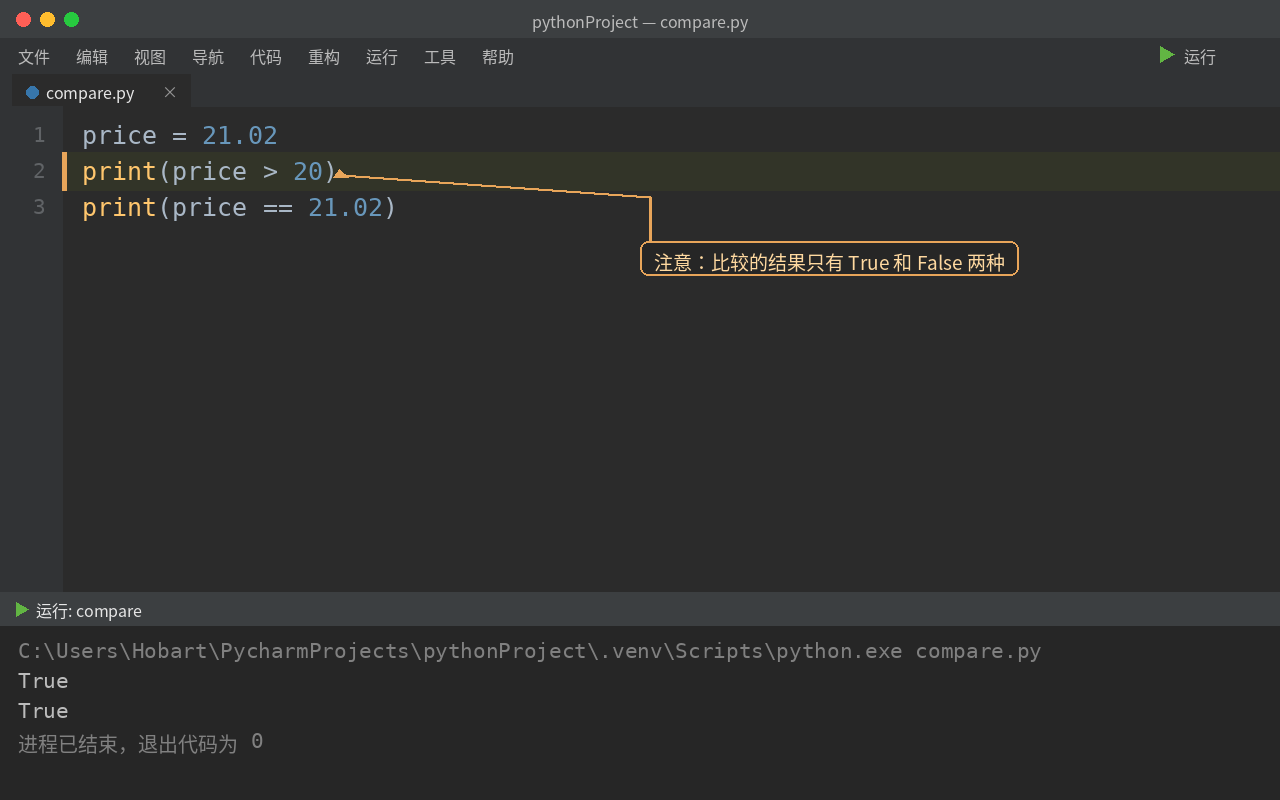 pythonProject — compare.py
文件 编辑 视图 导航 代码 重构 运行 工具 帮助 运行
compare.py ×
1 price = 21.02
2 print(price > 20)
3 print(price == 21.02)
注意：比较的结果只有 True 和 False 两种
运行: compare
C:\Users\Hobart\PycharmProjects\pythonProject\.venv\Scripts\python.exe compare.py
True
True
进程已结束，退出代码为 0